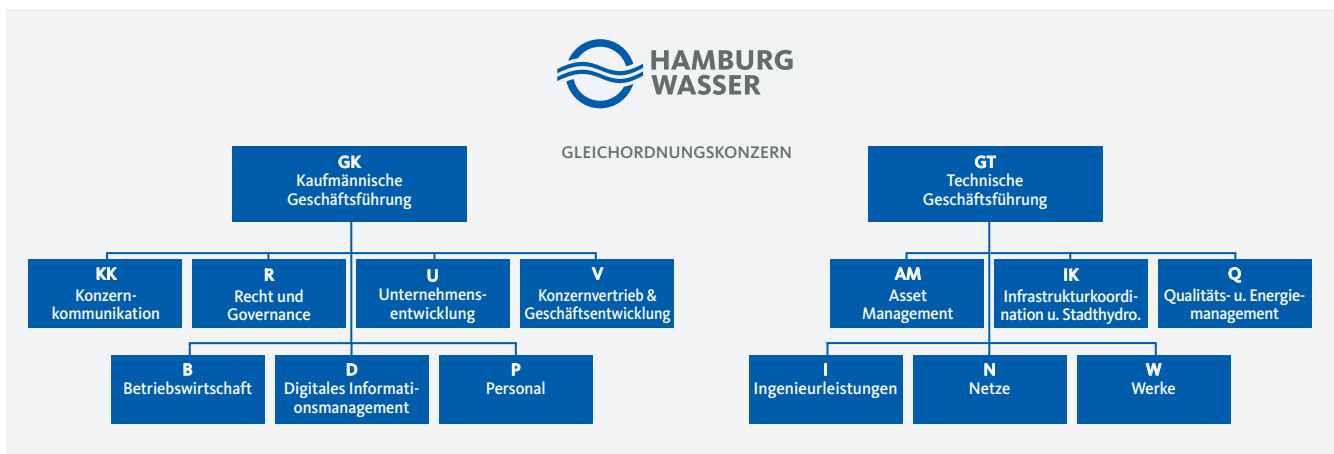 HAMBURG
WASSER
GLEICHORDNUNGSKONZERN
GK
Kaufmännische
Geschäftsführung
GT
Technische
Geschäftsführung
KK
Konzern-
kommunikation
R
Recht und
Governance
U
Unternehmens-
entwicklung
V
Konzernvertrieb &
Geschäftsentwicklung
AM
Asset
Management
IK
Infrastrukturkoordi-
nation u. Stadthydro.
Q
Qualitäts- u. Energie-
management
B
Betriebswirtschaft
D
Digitales Informati-
onsmanagement
P
Personal
I
Ingenieurleistungen
N
Netze
W
Werke